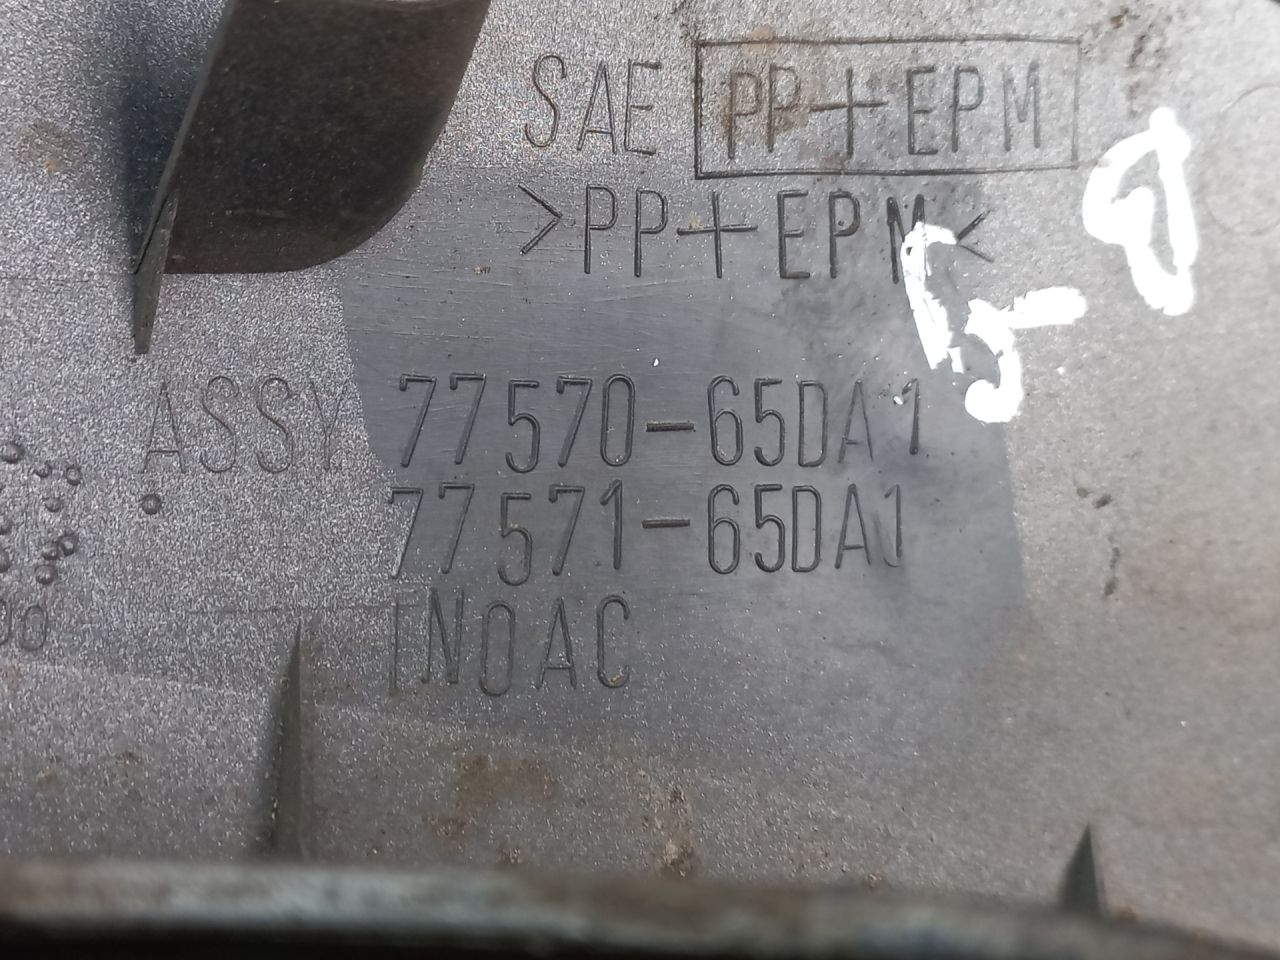 SAE PP+EPM
>PP+EPM<
ASSY 77570-65DA1
77571-65DA1
INOAC